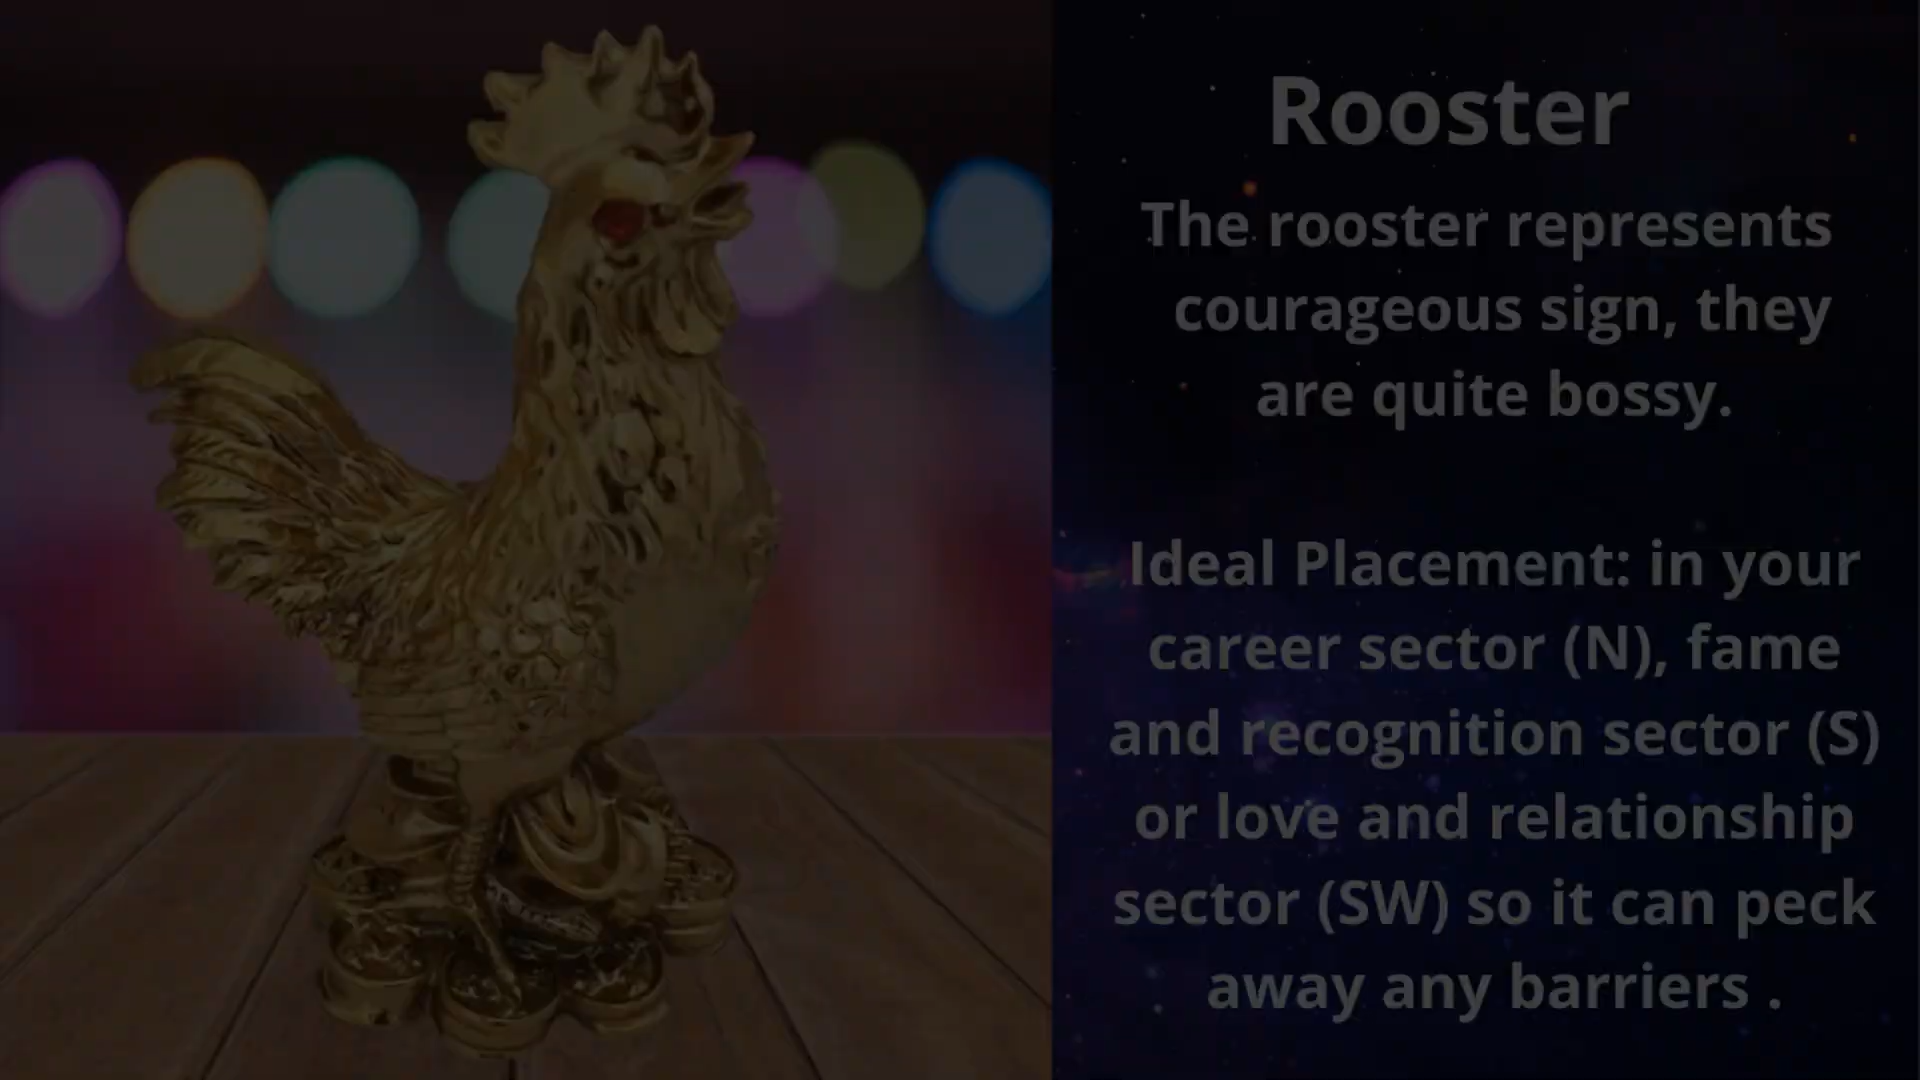 Rooster
The rooster represents
courageous sign, they
are quite bossy.
Ideal Placement: in your
career sector (N), fame
and recognition sector (S)
or love and relationship
sector (SW) so it can peck
away any barriers .